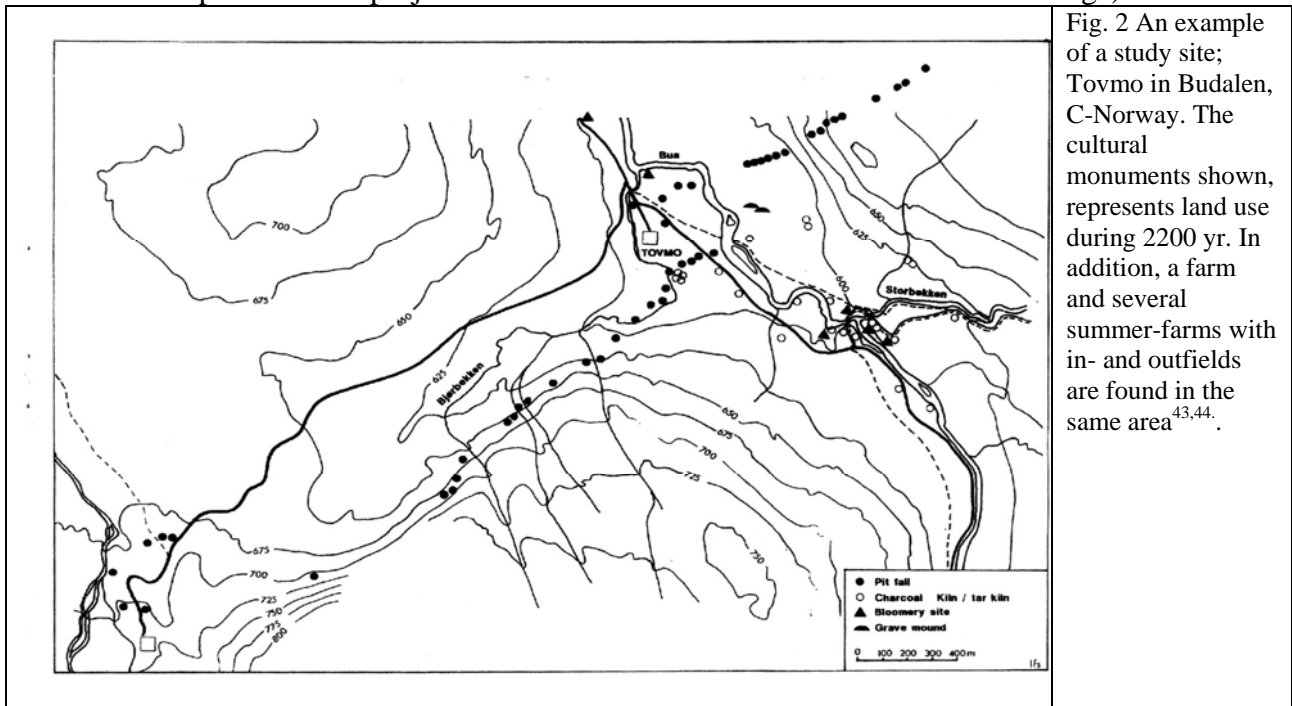 Fig. 2 An example
of a study site;
Tovmo in Budalen,
C-Norway. The
cultural
monuments shown,
represents land use
during 2200 yr. In
addition, a farm
and several
summer-farms with
in- and outfields
are found in the
same area43,44.
Bua
TOVMO
Storbekken
Bjørbekken
700
675
650
625
650
625
600
650
675
700
725
750
675
700
725
750
775
800
Pit fall
Charcoal Kiln / tar kiln
Bloomery site
Grave mound
0 100 200 300 400m